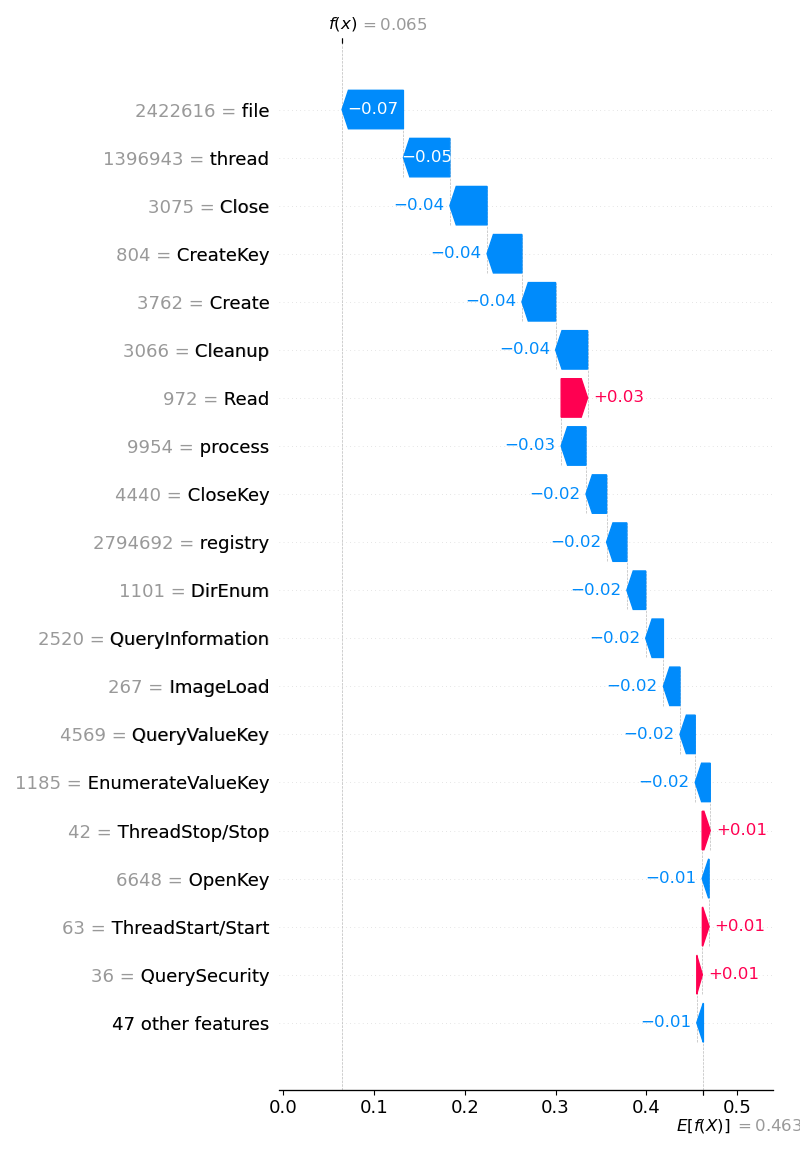 f(x) = 0.065
2422616 = file −0.07
1396943 = thread −0.05
3075 = Close −0.04
804 = CreateKey −0.04
3762 = Create −0.04
3066 = Cleanup −0.04
972 = Read +0.03
9954 = process −0.03
4440 = CloseKey −0.02
2794692 = registry −0.02
1101 = DirEnum −0.02
2520 = QueryInformation −0.02
267 = ImageLoad −0.02
4569 = QueryValueKey −0.02
1185 = EnumerateValueKey −0.02
42 = ThreadStop/Stop +0.01
6648 = OpenKey −0.01
63 = ThreadStart/Start +0.01
36 = QuerySecurity +0.01
47 other features −0.01
0.0 0.1 0.2 0.3 0.4 0.5
E[f(X)] = 0.463